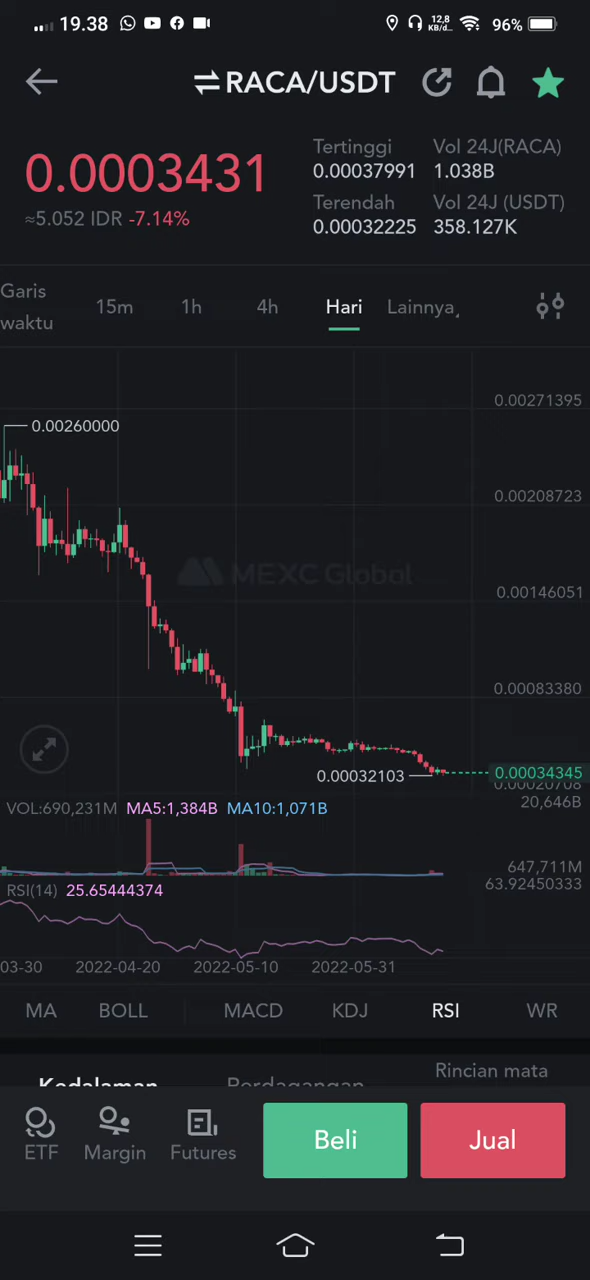 19.38
12,8
KB/d..
96%
RACA/USDT
0.0003431
≈5.052 IDR -7.14%
Tertinggi
0.00037991
Vol 24J(RACA)
1.038B
Terendah
0.00032225
Vol 24J (USDT)
358.127K
Garis
waktu
15m
1h
4h
Hari
Lainnya
0.00271395
0.00260000
0.00208723
MEXC Global
0.00146051
0.00083380
0.00032103
0.00034345
0.00020708
VOL:690,231M MA5:1,384B MA10:1,071B
20,646B
647,711M
RSI(14) 25.65444374
63.92450333
03-30
2022-04-20
2022-05-10
2022-05-31
MA
BOLL
MACD
KDJ
RSI
WR
Kedalaman
Perdagangan
Rincian mata
ETF
Margin
Futures
Beli
Jual